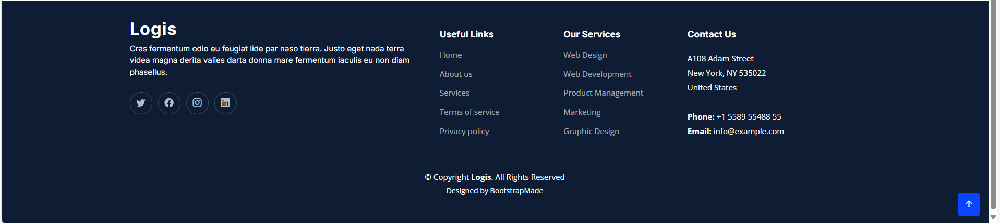 Logis
Cras fermentum odio eu feugiat lide par naso tierra. Justo eget nada terra
videa magna derita valies darta donna mare fermentum iaculis eu non diam
phasellus.
Useful Links
Home
About us
Services
Terms of service
Privacy policy
Our Services
Web Design
Web Development
Product Management
Marketing
Graphic Design
Contact Us
A108 Adam Street
New York, NY 535022
United States
Phone: +1 5589 55488 55
Email: info@example.com
© Copyright Logis. All Rights Reserved
Designed by BootstrapMade